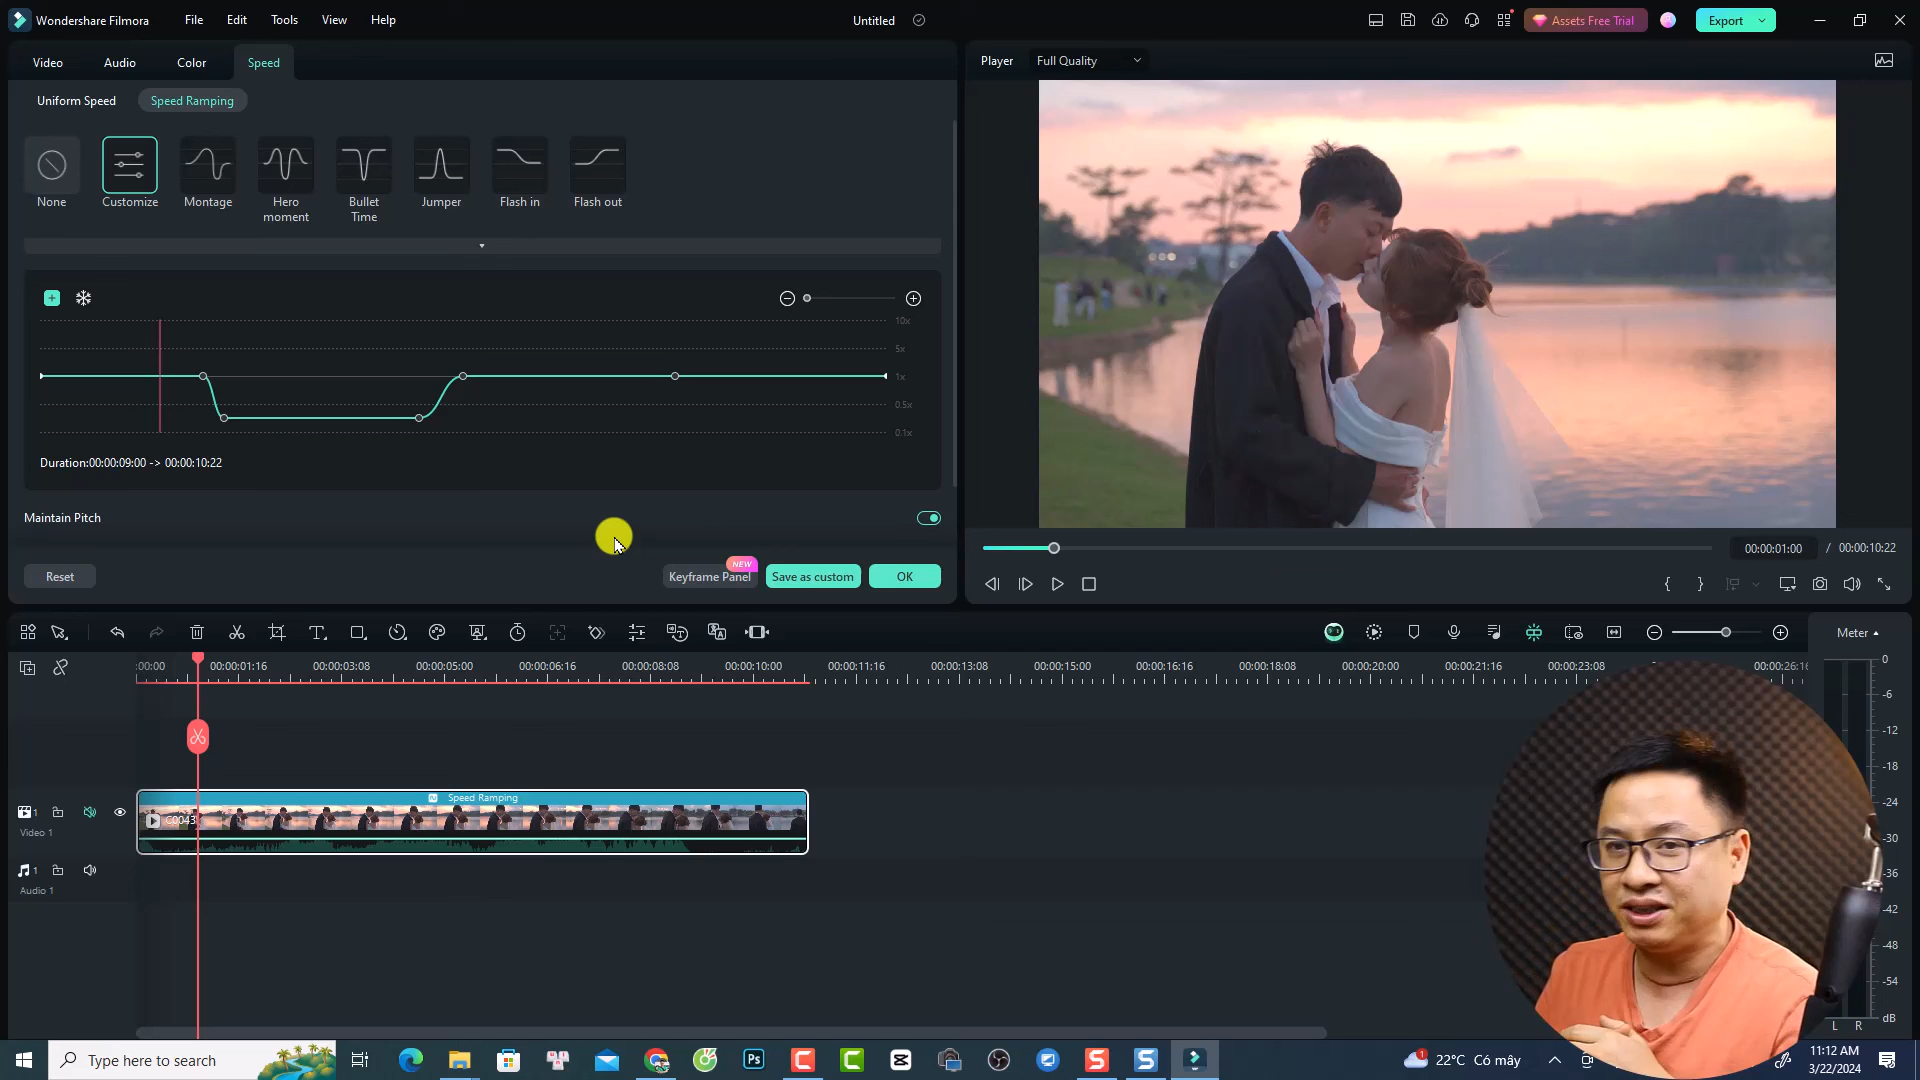 Wondershare Filmora File Edit Tools View Help Untitled Assets Free Trial Export
Video Audio Color Speed
Player Full Quality
Uniform Speed Speed Ramping
None Customize Montage Hero moment Bullet Time Jumper Flash in Flash out
10x
5x
1x
0.5x
0.1x
Duration:00:00:09:00 -> 00:00:10:22
Maintain Pitch
Reset Keyframe Panel NEW Save as custom OK
00:00:01:00 / 00:00:10:22
Meter
:00:00 00:00:01:16 00:00:03:08 00:00:05:00 00:00:06:16 00:00:08:08 00:00:10:00 00:00:11:16 00:00:13:08 00:00:15:00 00:00:16:16 00:00:18:08 00:00:20:00 00:00:21:16 00:00:23:08 00:00:26:16
0
-6
-12
-18
-24
-30
-36
-42
-48
-54
dB
L R
Speed Ramping
C0043
1
Video 1
1
Audio 1
Type here to search
Ps
1
22°C Có mây
11:12 AM
3/22/2024